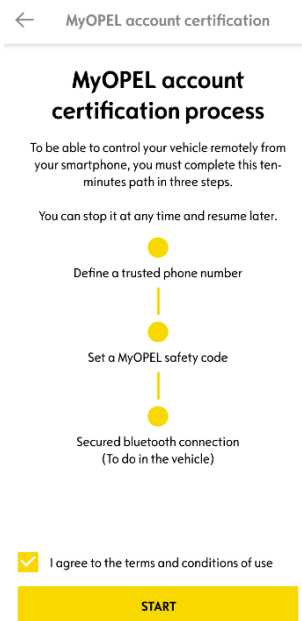 MyOPEL account certification
MyOPEL account
certification process
To be able to control your vehicle remotely from
your smartphone, you must complete this ten-
minutes path in three steps.
You can stop it at any time and resume later.
Define a trusted phone number
Set a MyOPEL safety code
Secured bluetooth connection
(To do in the vehicle)
I agree to the terms and conditions of use
START